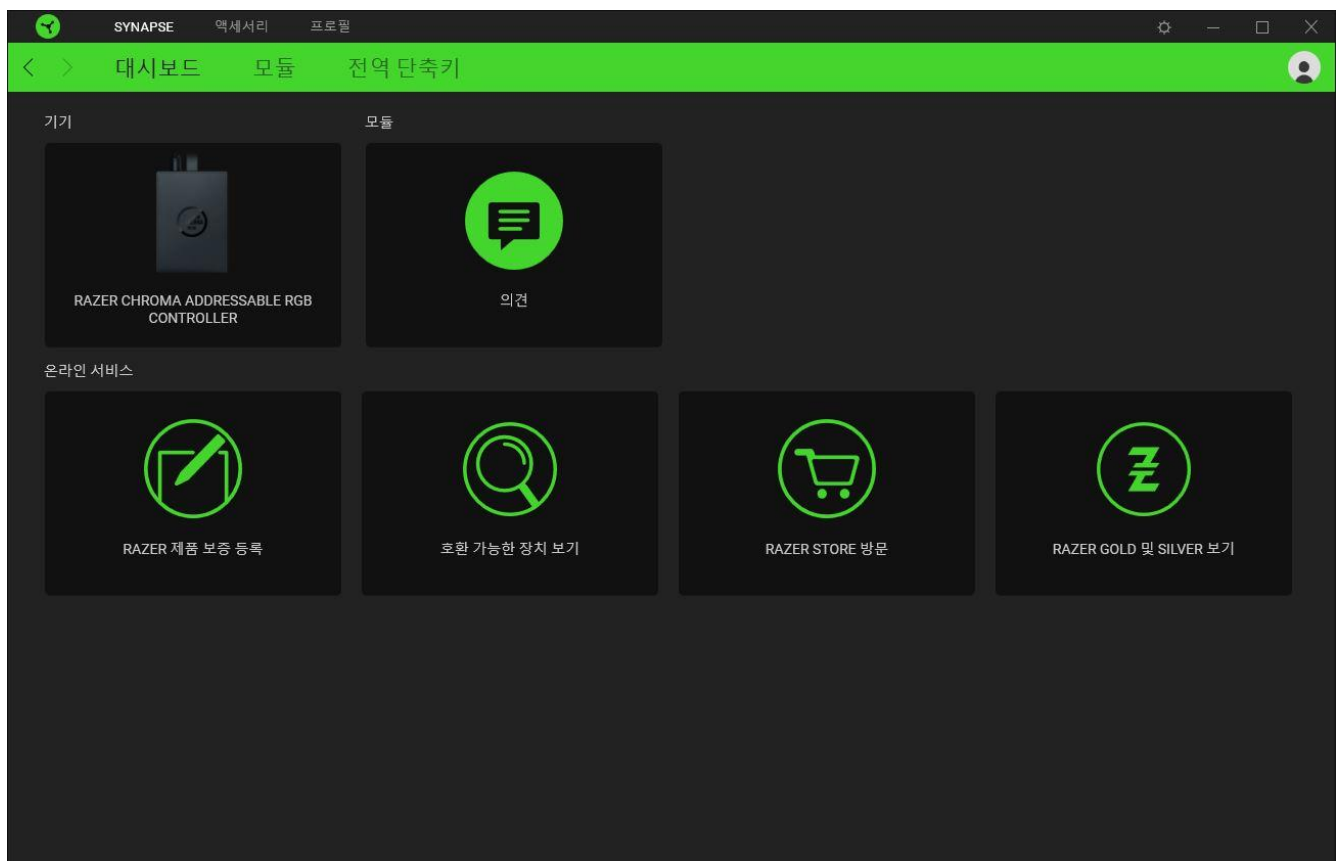 SYNAPSE 액세서리 프로필
대시보드 모듈 전역 단축키
기기 모듈
RAZER CHROMA ADDRESSABLE RGB
CONTROLLER
의견
온라인 서비스
RAZER 제품 보증 등록 호환 가능한 장치 보기 RAZER STORE 방문 RAZER GOLD 및 SILVER 보기